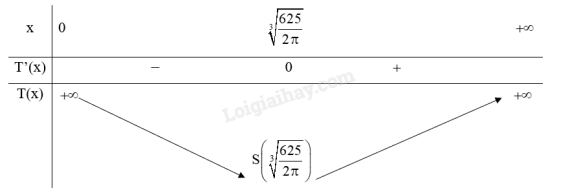 x 0 ∛(625/2π) +∞
T'(x) − 0 +
T(x) +∞ +∞
S(∛(625/2π))
Loigiaihay.com